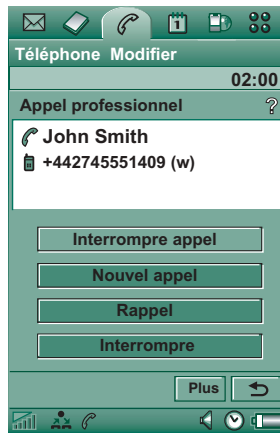 Téléphone Modifier
02:00
Appel professionnel ?
John Smith
+442745551409 (w)
Interrompre appel
Nouvel appel
Rappel
Interrompre
Plus